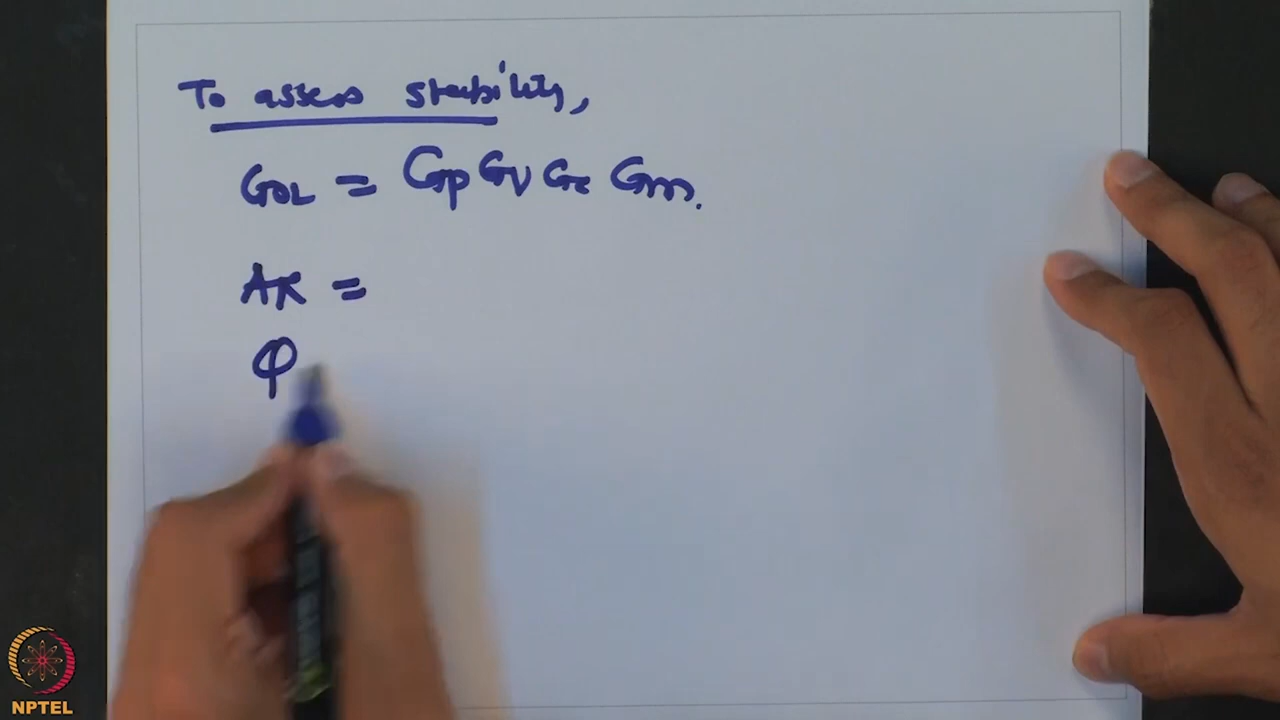 To assess stability,
GOL = Gp Gv Gc Gm.
AR =
φ
NPTEL